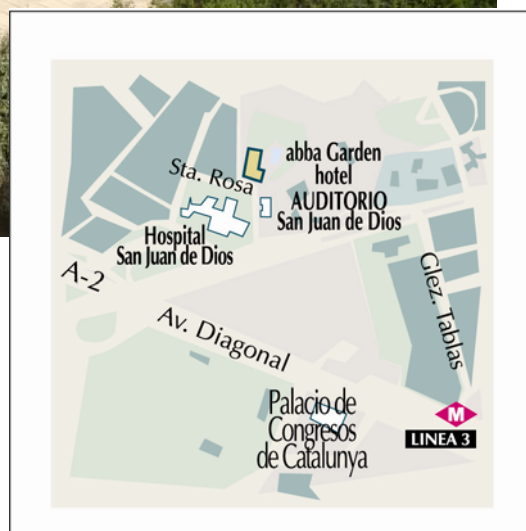 abba Garden
hotel
Sta. Rosa
AUDITORIO
San Juan de Dios
Hospital
San Juan de Dios
A-2
Av. Diagonal
Glez. Tablas
Palacio de
Congresos
de Catalunya
M
LINEA 3